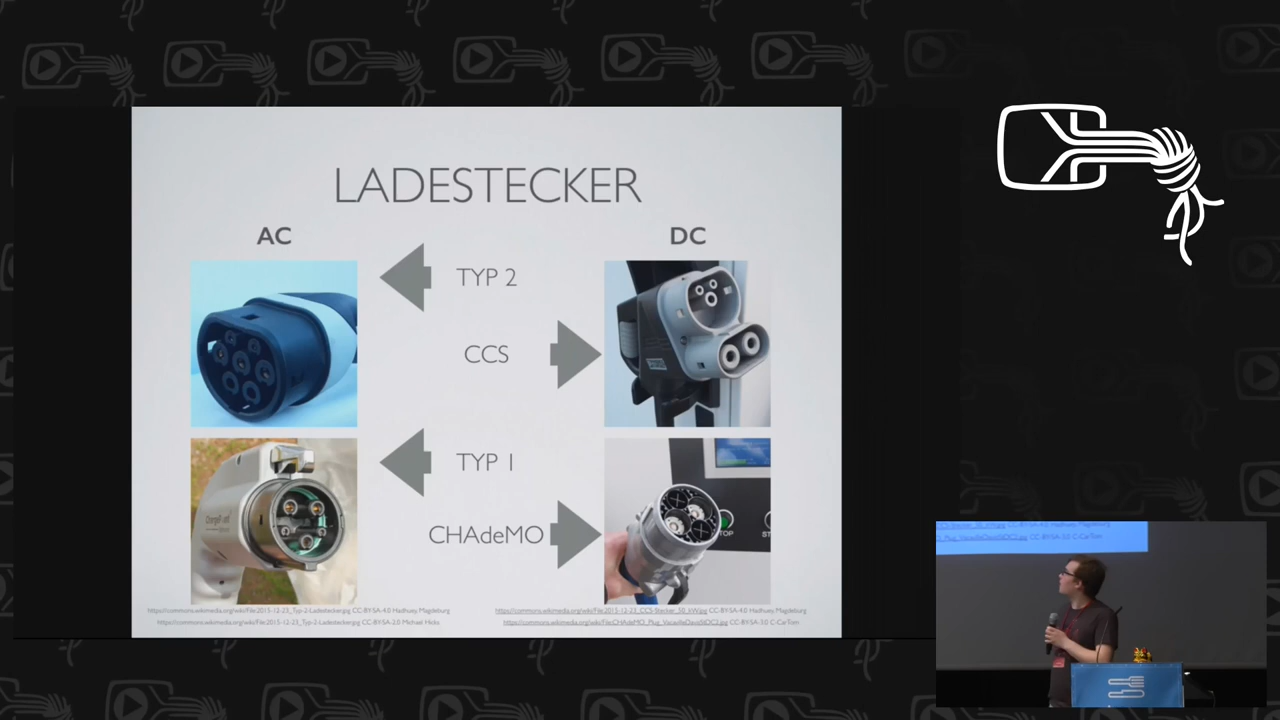 LADESTECKER
AC
DC
TYP 2
CCS
TYP 1
CHAdeMO
https://commons.wikimedia.org/wiki/File:2015-12-23_Typ-2-Ladestecker.jpg CC-BY-SA-4.0 Hadhuey, Magdeburg
https://commons.wikimedia.org/wiki/File:2015-12-23_Typ-2-Ladestecker.jpg CC-BY-SA-2.0 Michael Hicks
https://commons.wikimedia.org/wiki/File:2015-12-23_CCS-Stecker_50_kW.jpg CC-BY-SA-4.0 Hadhuey, Magdeburg
https://commons.wikimedia.org/wiki/File:CHAdeMO_Plug_VacavilleDavisStDC2.jpg CC-BY-SA-3.0 C-CarTom